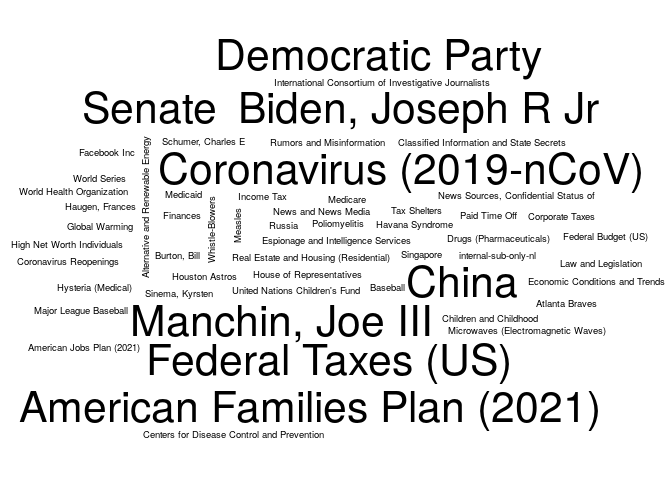 Democratic Party
International Consortium of Investigative Journalists
Senate Biden, Joseph R Jr
Schumer, Charles E
Rumors and Misinformation
Classified Information and State Secrets
Facebook Inc
Alternative and Renewable Energy
Coronavirus (2019-nCoV)
World Series
World Health Organization
Medicaid
Income Tax
Medicare
News Sources, Confidential Status of
Haugen, Frances
Finances
Whistle-Blowers
Measles
News and News Media
Tax Shelters
Paid Time Off
Corporate Taxes
Global Warming
Russia
Poliomyelitis
Havana Syndrome
High Net Worth Individuals
Espionage and Intelligence Services
Drugs (Pharmaceuticals)
Federal Budget (US)
Burton, Bill
Real Estate and Housing (Residential)
Singapore
internal-sub-only-nl
Coronavirus Reopenings
Law and Legislation
Houston Astros
House of Representatives
China
Economic Conditions and Trends
Hysteria (Medical)
Sinema, Kyrsten
United Nations Children's Fund
Baseball
Atlanta Braves
Major League Baseball
Manchin, Joe III
Children and Childhood
Microwaves (Electromagnetic Waves)
American Jobs Plan (2021)
Federal Taxes (US)
American Families Plan (2021)
Centers for Disease Control and Prevention